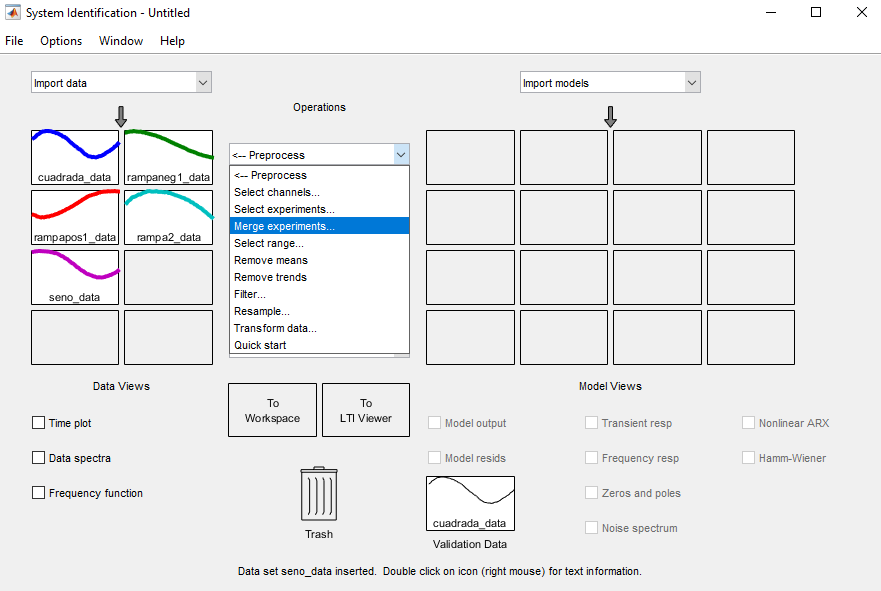 System Identification - Untitled
File Options Window Help
Import data
Import models
Operations
cuadrada_data
rampaneg1_data
rampapos1_data
rampa2_data
seno_data
<-- Preprocess
<-- Preprocess
Select channels...
Select experiments...
Merge experiments...
Select range...
Remove means
Remove trends
Filter...
Resample...
Transform data...
Quick start
Data Views
Time plot
Data spectra
Frequency function
To
Workspace
To
LTI Viewer
Trash
Model Views
Model output
Transient resp
Nonlinear ARX
Model resids
Frequency resp
Hamm-Wiener
Zeros and poles
Noise spectrum
cuadrada_data
Validation Data
Data set seno_data inserted. Double click on icon (right mouse) for text information.